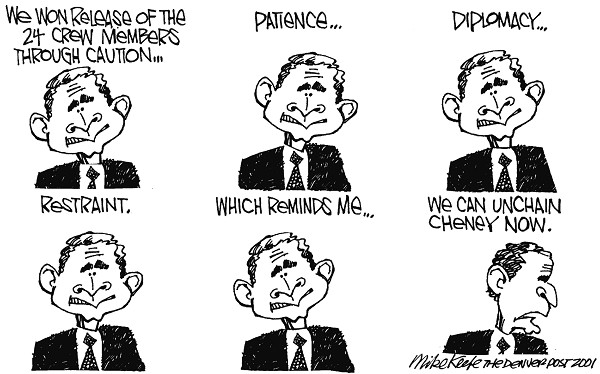 WE WON RELEASE OF THE
24 CREW MEMBERS
THROUGH CAUTION...
PATIENCE...
DIPLOMACY...
RESTRAINT.
WHICH REMINDS ME...
WE CAN UNCHAIN
CHENEY NOW.
Mike Keefe THE DENVER POST 2001